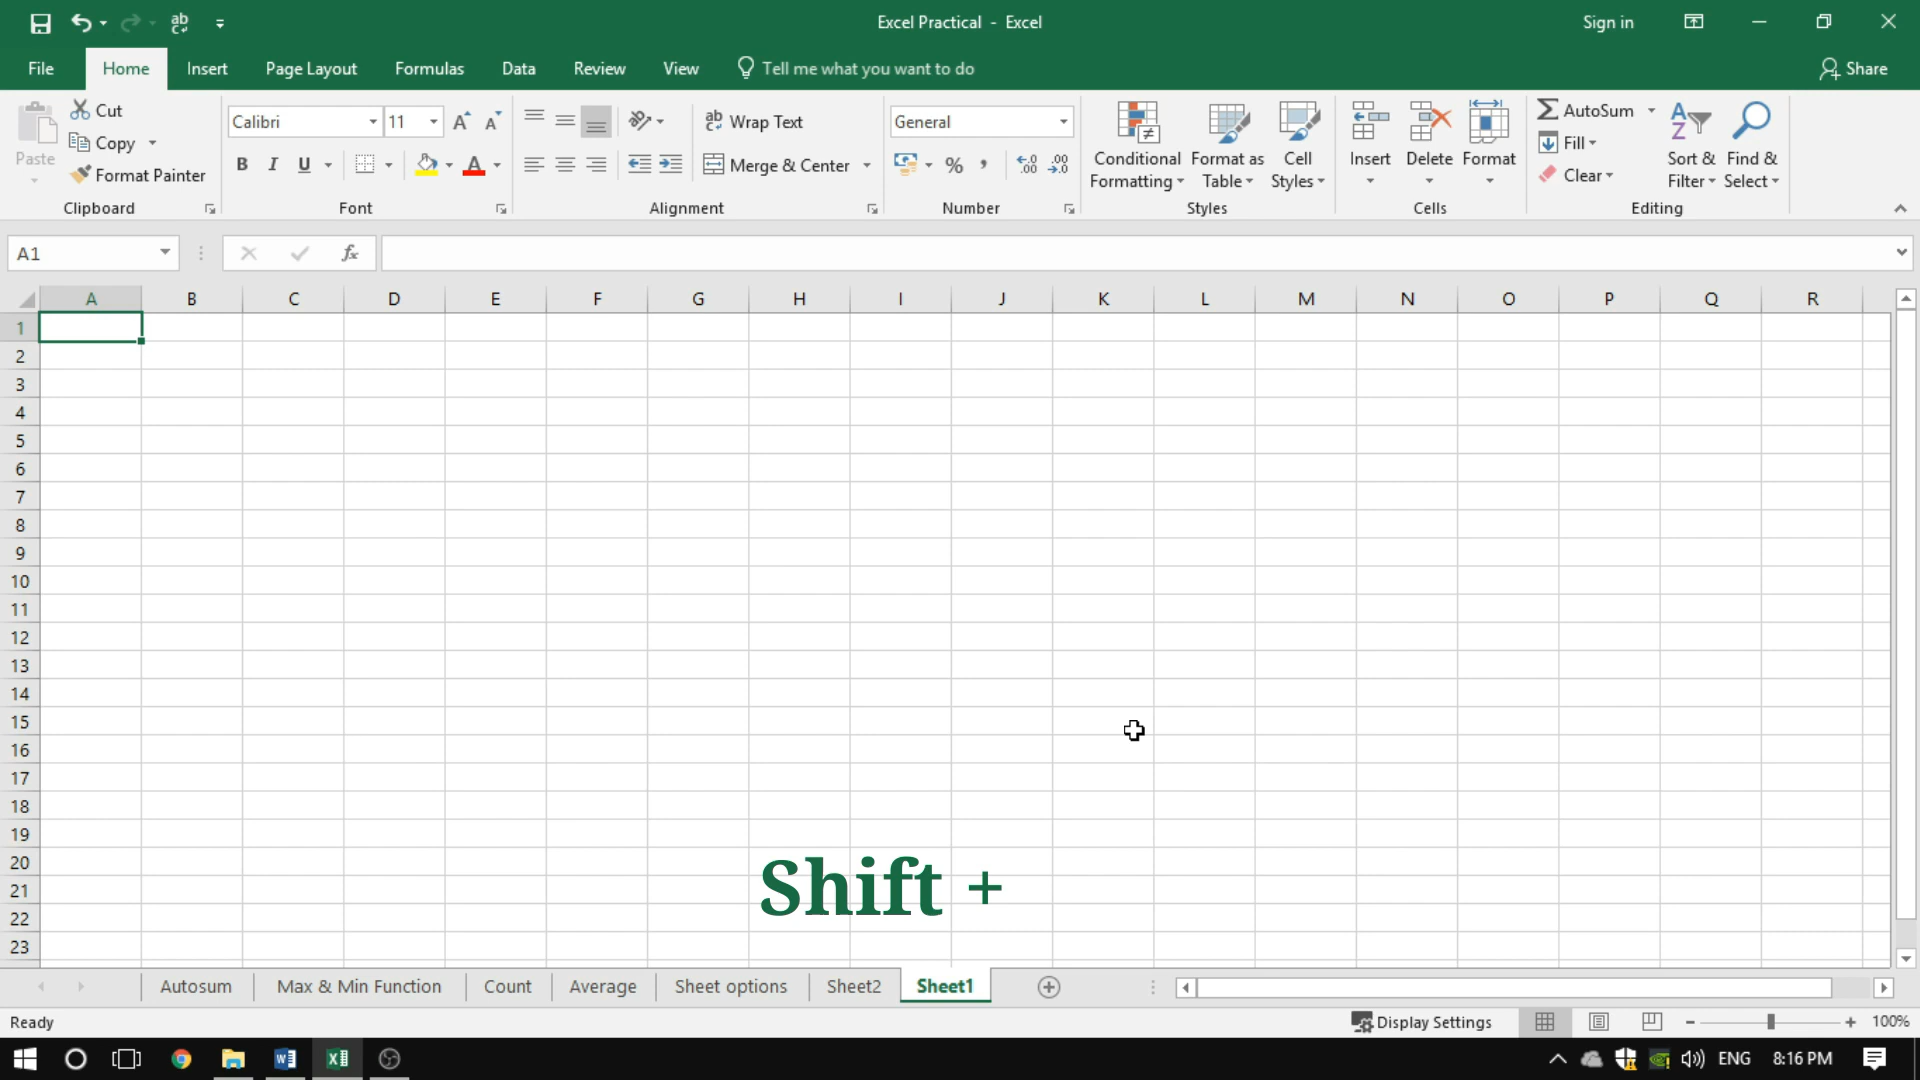 Excel Practical - Excel
Sign in
File Home Insert Page Layout Formulas Data Review View Tell me what you want to do Share
Paste
Cut
Copy
Format Painter
Clipboard
Calibri 11
B I U A
Font
Wrap Text
Merge & Center
Alignment
General
% ,
Number
Conditional Formatting
Format as Table
Cell Styles
Styles
Insert Delete Format
Cells
AutoSum
Fill
Clear
Sort & Filter
Find & Select
Editing
A1 fx
A B C D E F G H I J K L M N O P Q R
1
2
3
4
5
6
7
8
9
10
11
12
13
14
15
16
17
18
19
20
21
22
23
Shift +
Autosum Max & Min Function Count Average Sheet options Sheet2 Sheet1
Ready Display Settings 100%
ENG 8:16 PM